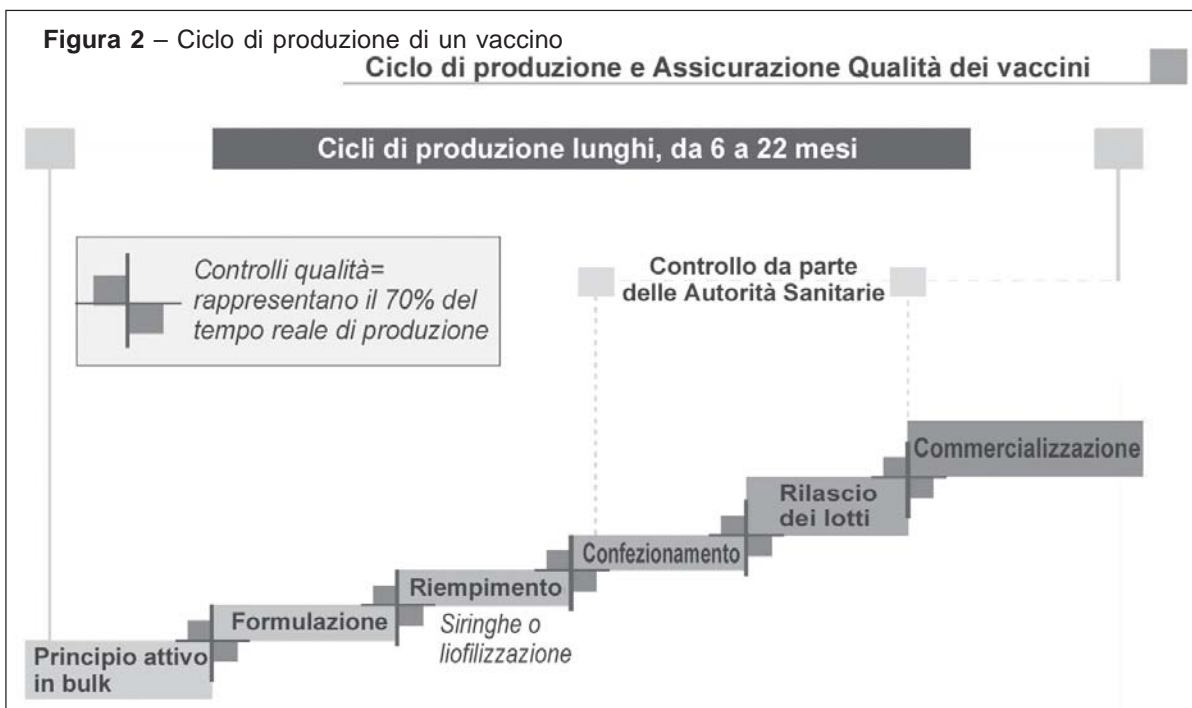 Figura 2 – Ciclo di produzione di un vaccino
Ciclo di produzione e Assicurazione Qualità dei vaccini
Cicli di produzione lunghi, da 6 a 22 mesi
Controlli qualità=
rappresentano il 70% del
tempo reale di produzione
Controllo da parte
delle Autorità Sanitarie
Commercializzazione
Rilascio
dei lotti
Confezionamento
Riempimento
Siringhe o
liofilizzazione
Formulazione
Principio attivo
in bulk